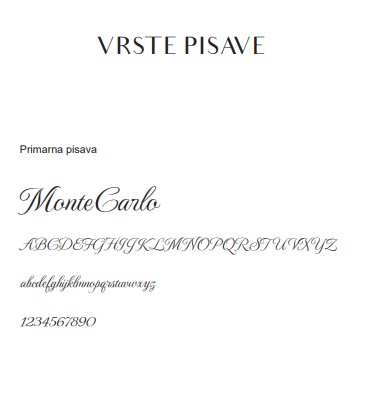 VRSTE PISAVE
Primarna pisava
MonteCarlo
ABCDEFGHIJKLMNOPQRSTUVWXYZ
abcdefghijklmnopqrstuvwxyz
1234567890